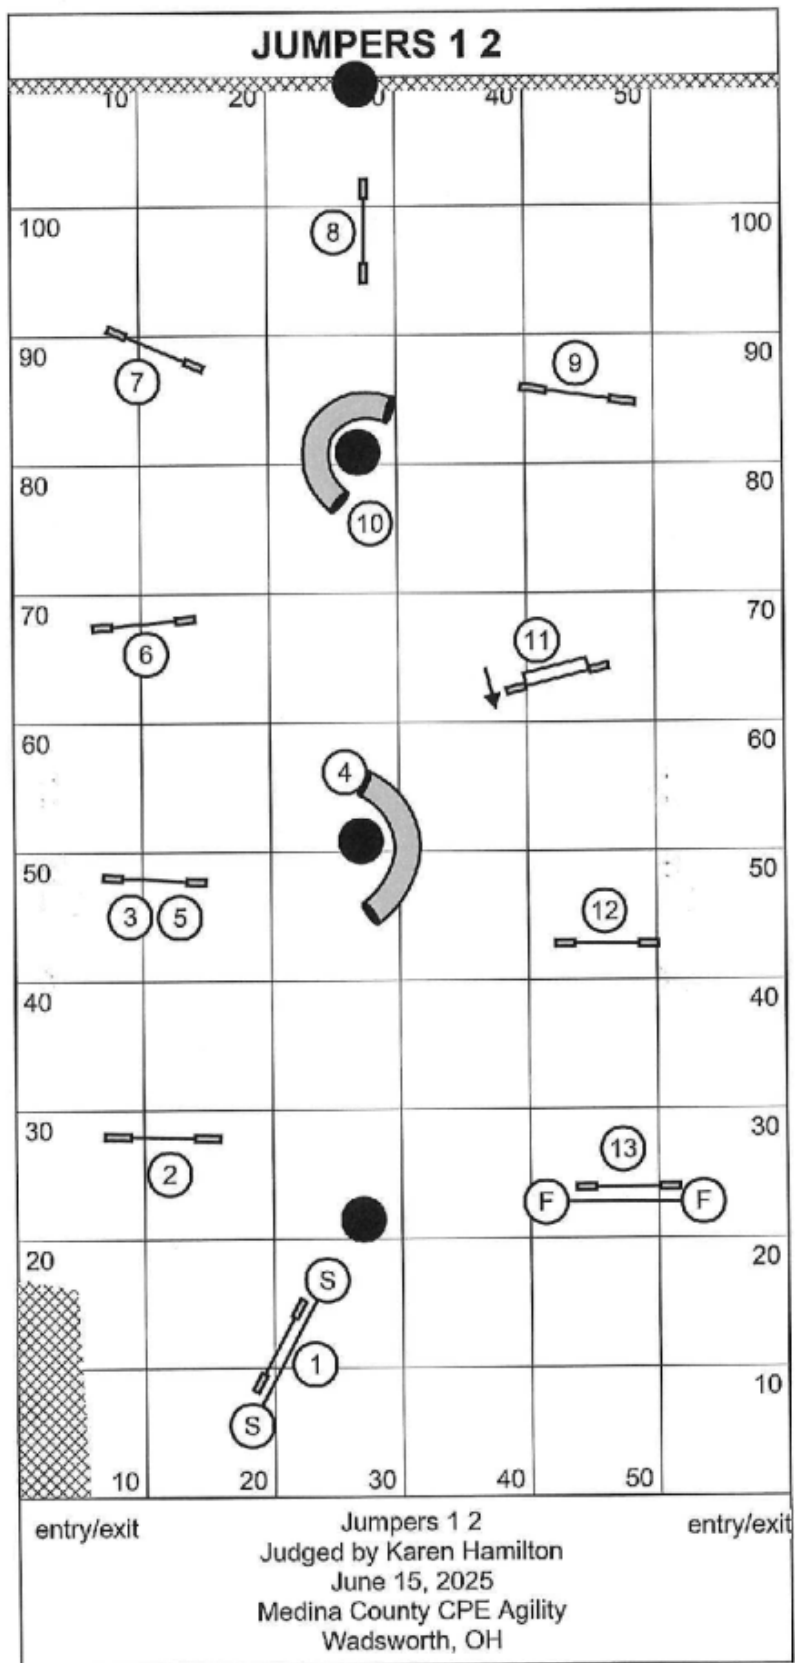 JUMPERS 1 2
10 20 0 40 50
100 8 100
90 7 9 90
80 10 80
70 6 11 70
60 4 60
50 3 5 12 50
40 40
30 2 13 30
F F
20 S 20
1 10
S
10 20 30 40 50
entry/exit Jumpers 1 2 entry/exit
Judged by Karen Hamilton
June 15, 2025
Medina County CPE Agility
Wadsworth, OH